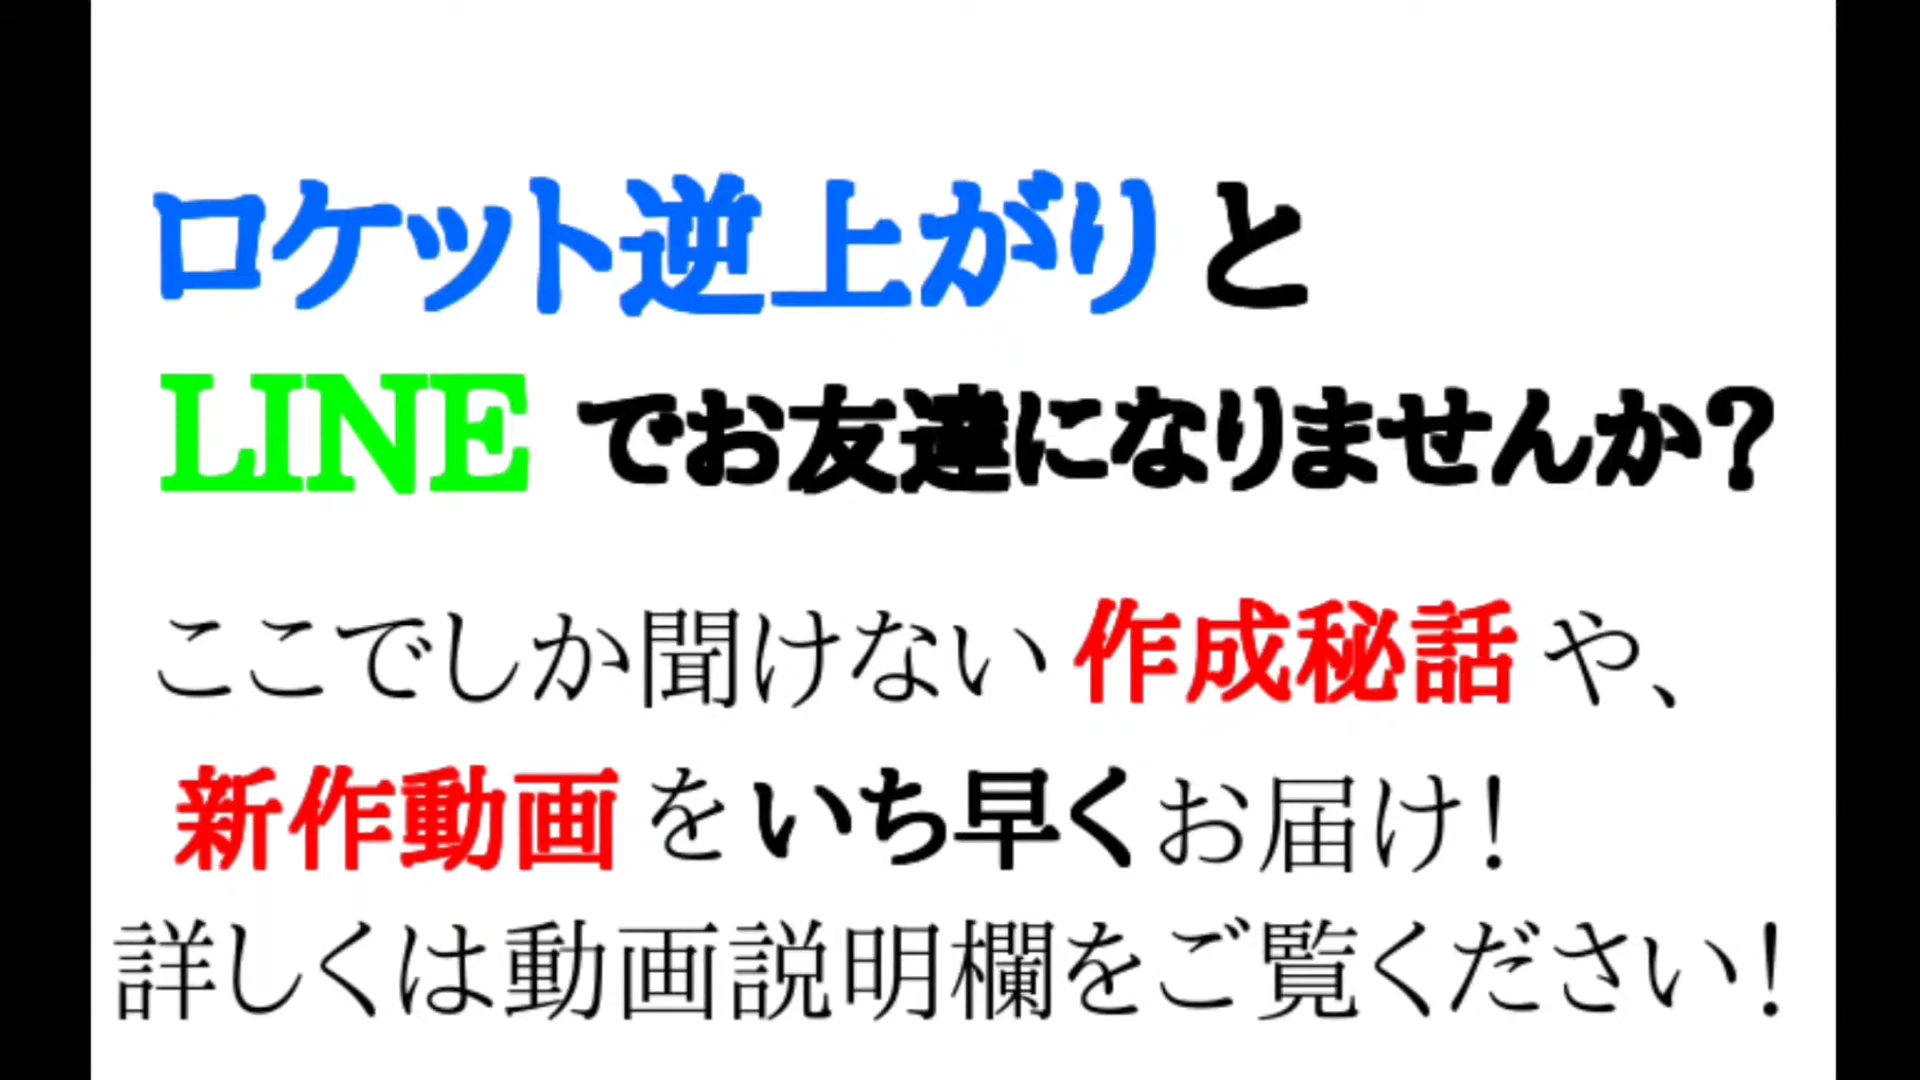 ロケット逆上がりと
LINEでお友達になりませんか？
ここでしか聞けない作成秘話や、
新作動画をいち早くお届け！
詳しくは動画説明欄をご覧ください！